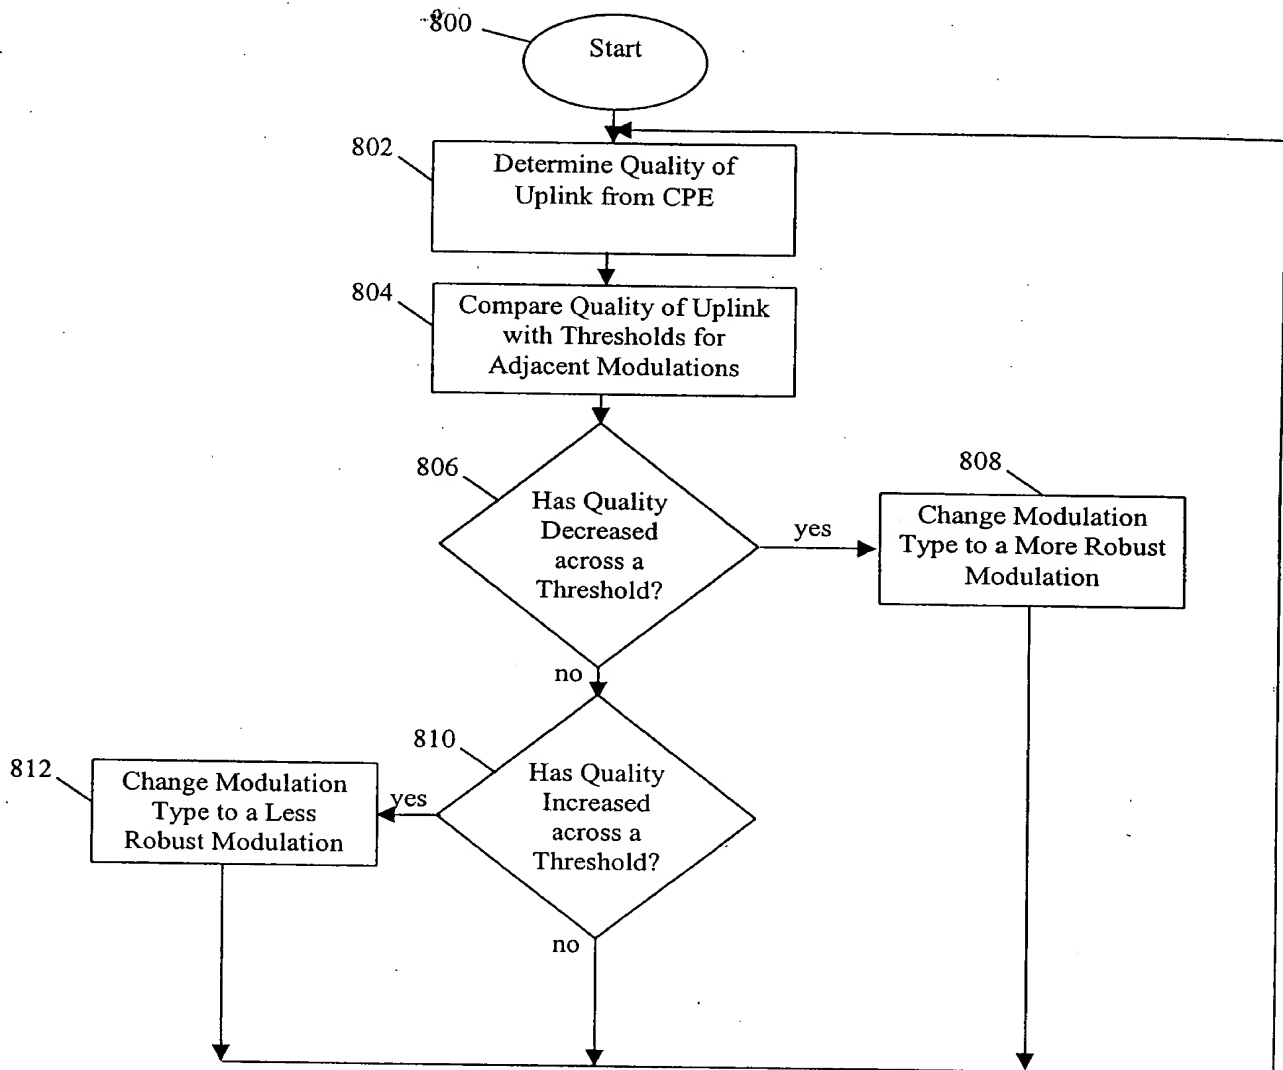 800
Start
802
Determine Quality of
Uplink from CPE
804
Compare Quality of Uplink
with Thresholds for
Adjacent Modulations
806
Has Quality
Decreased
across a
Threshold?
yes
808
Change Modulation
Type to a More Robust
Modulation
no
810
Has Quality
Increased
across a
Threshold?
yes
812
Change Modulation
Type to a Less
Robust Modulation
no